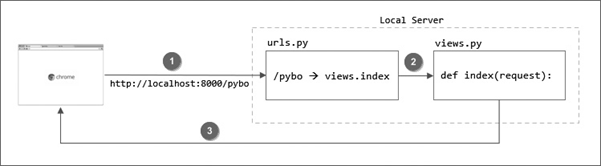 Local Server
urls.py
views.py
1
2
chrome
/pybo → views.index
def index(request):
http://localhost:8000/pybo
3